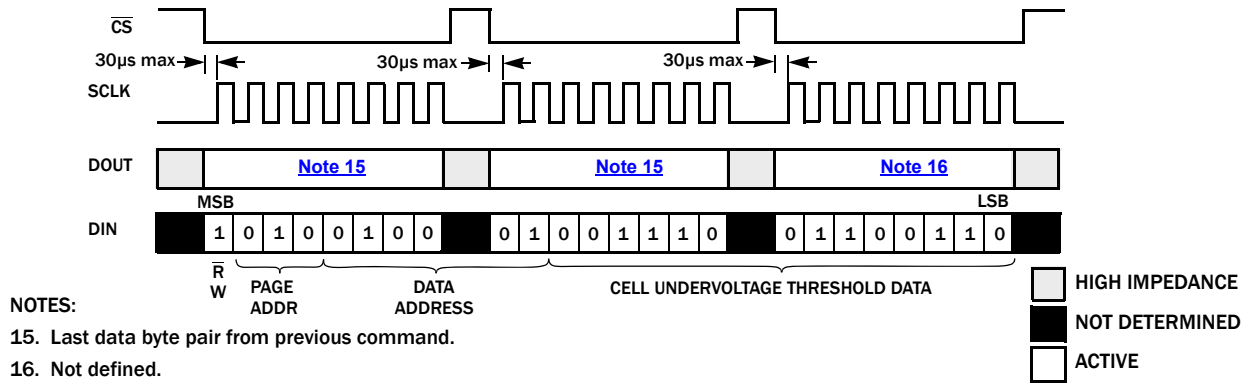 CS
30µs max
30µs max
30µs max
SCLK
DOUT
Note 15
Note 15
Note 16
MSB
LSB
DIN
1 0 1 0 0 1 0 0
0 1 0 0 1 1 1 0
0 1 1 0 0 1 1 0
R
W
PAGE
ADDR
DATA
ADDRESS
CELL UNDERVOLTAGE THRESHOLD DATA
HIGH IMPEDANCE
NOT DETERMINED
ACTIVE
NOTES:
15. Last data byte pair from previous command.
16. Not defined.